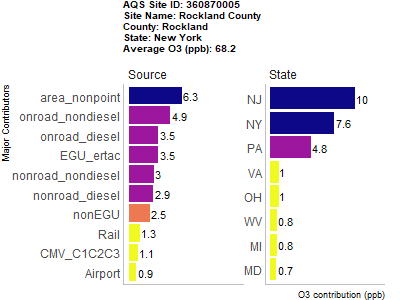 AQS Site ID: 360870005
Site Name: Rockland County
County: Rockland
State: New York
Average O3 (ppb): 68.2
Major Contributors
Source
area_nonpoint 6.3
onroad_nondiesel 4.9
onroad_diesel 3.5
EGU_ertac 3.5
nonroad_nondiesel 3
nonroad_diesel 2.9
nonEGU 2.5
Rail 1.3
CMV_C1C2C3 1.1
Airport 0.9
State
NJ 10
NY 7.6
PA 4.8
VA 1
OH 1
WV 0.8
MI 0.8
MD 0.7
O3 contribution (ppb)